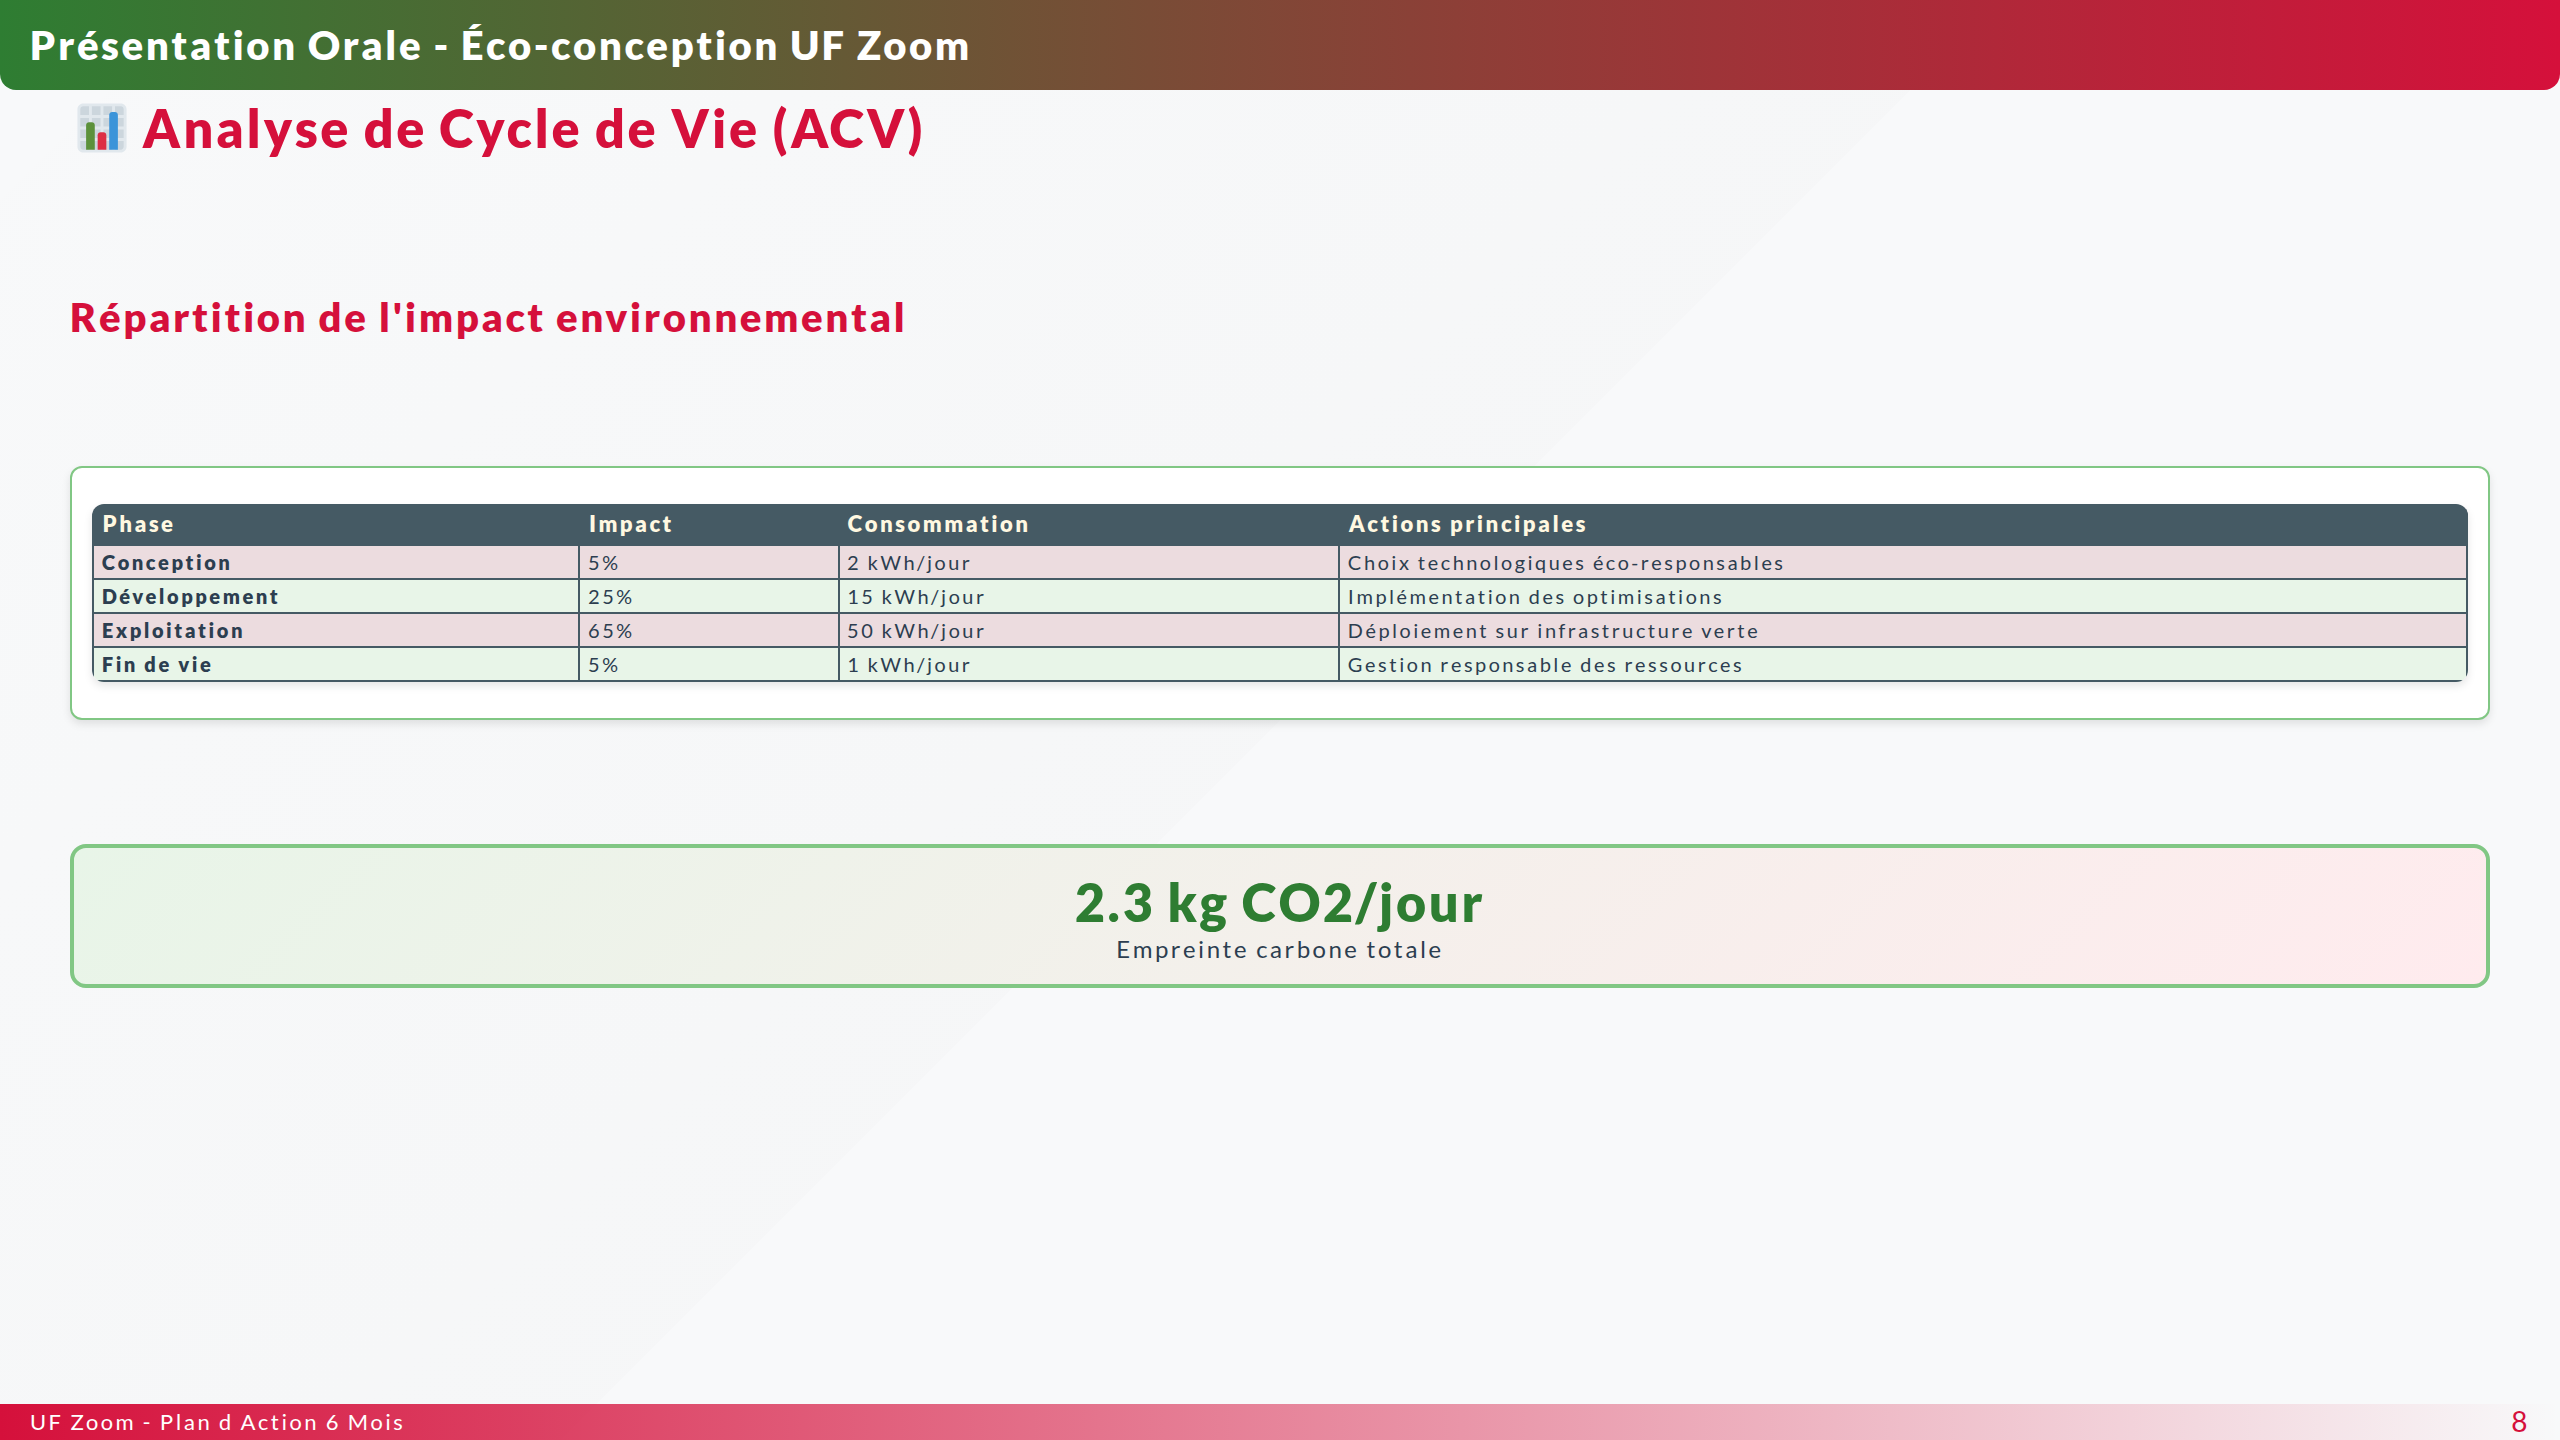 Présentation Orale - Éco-conception UF Zoom
Analyse de Cycle de Vie (ACV)
Répartition de l'impact environnemental
Phase Impact Consommation Actions principales
Conception 5% 2 kWh/jour Choix technologiques éco-responsables
Développement 25% 15 kWh/jour Implémentation des optimisations
Exploitation 65% 50 kWh/jour Déploiement sur infrastructure verte
Fin de vie 5% 1 kWh/jour Gestion responsable des ressources
2.3 kg CO2/jour
Empreinte carbone totale
UF Zoom - Plan d Action 6 Mois
8